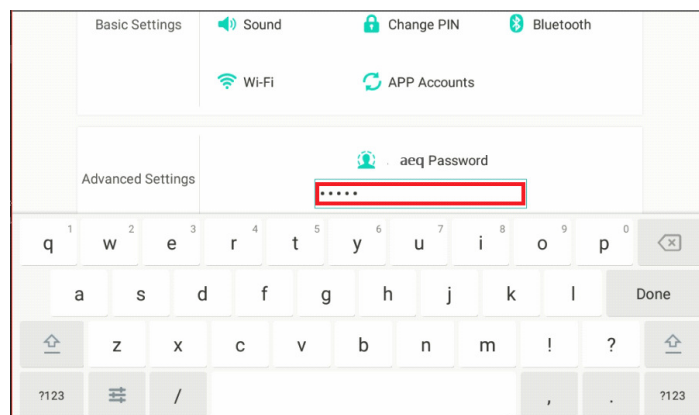 Basic Settings Sound Change PIN Bluetooth
Wi-Fi APP Accounts
. aeq Password
Advanced Settings
•••••
q 1 w 2 e 3 r 4 t 5 y 6 u 7 i 8 o 9 p 0
a s d f g h j k l Done
z x c v b n m ! ?
?123 / , . ?123